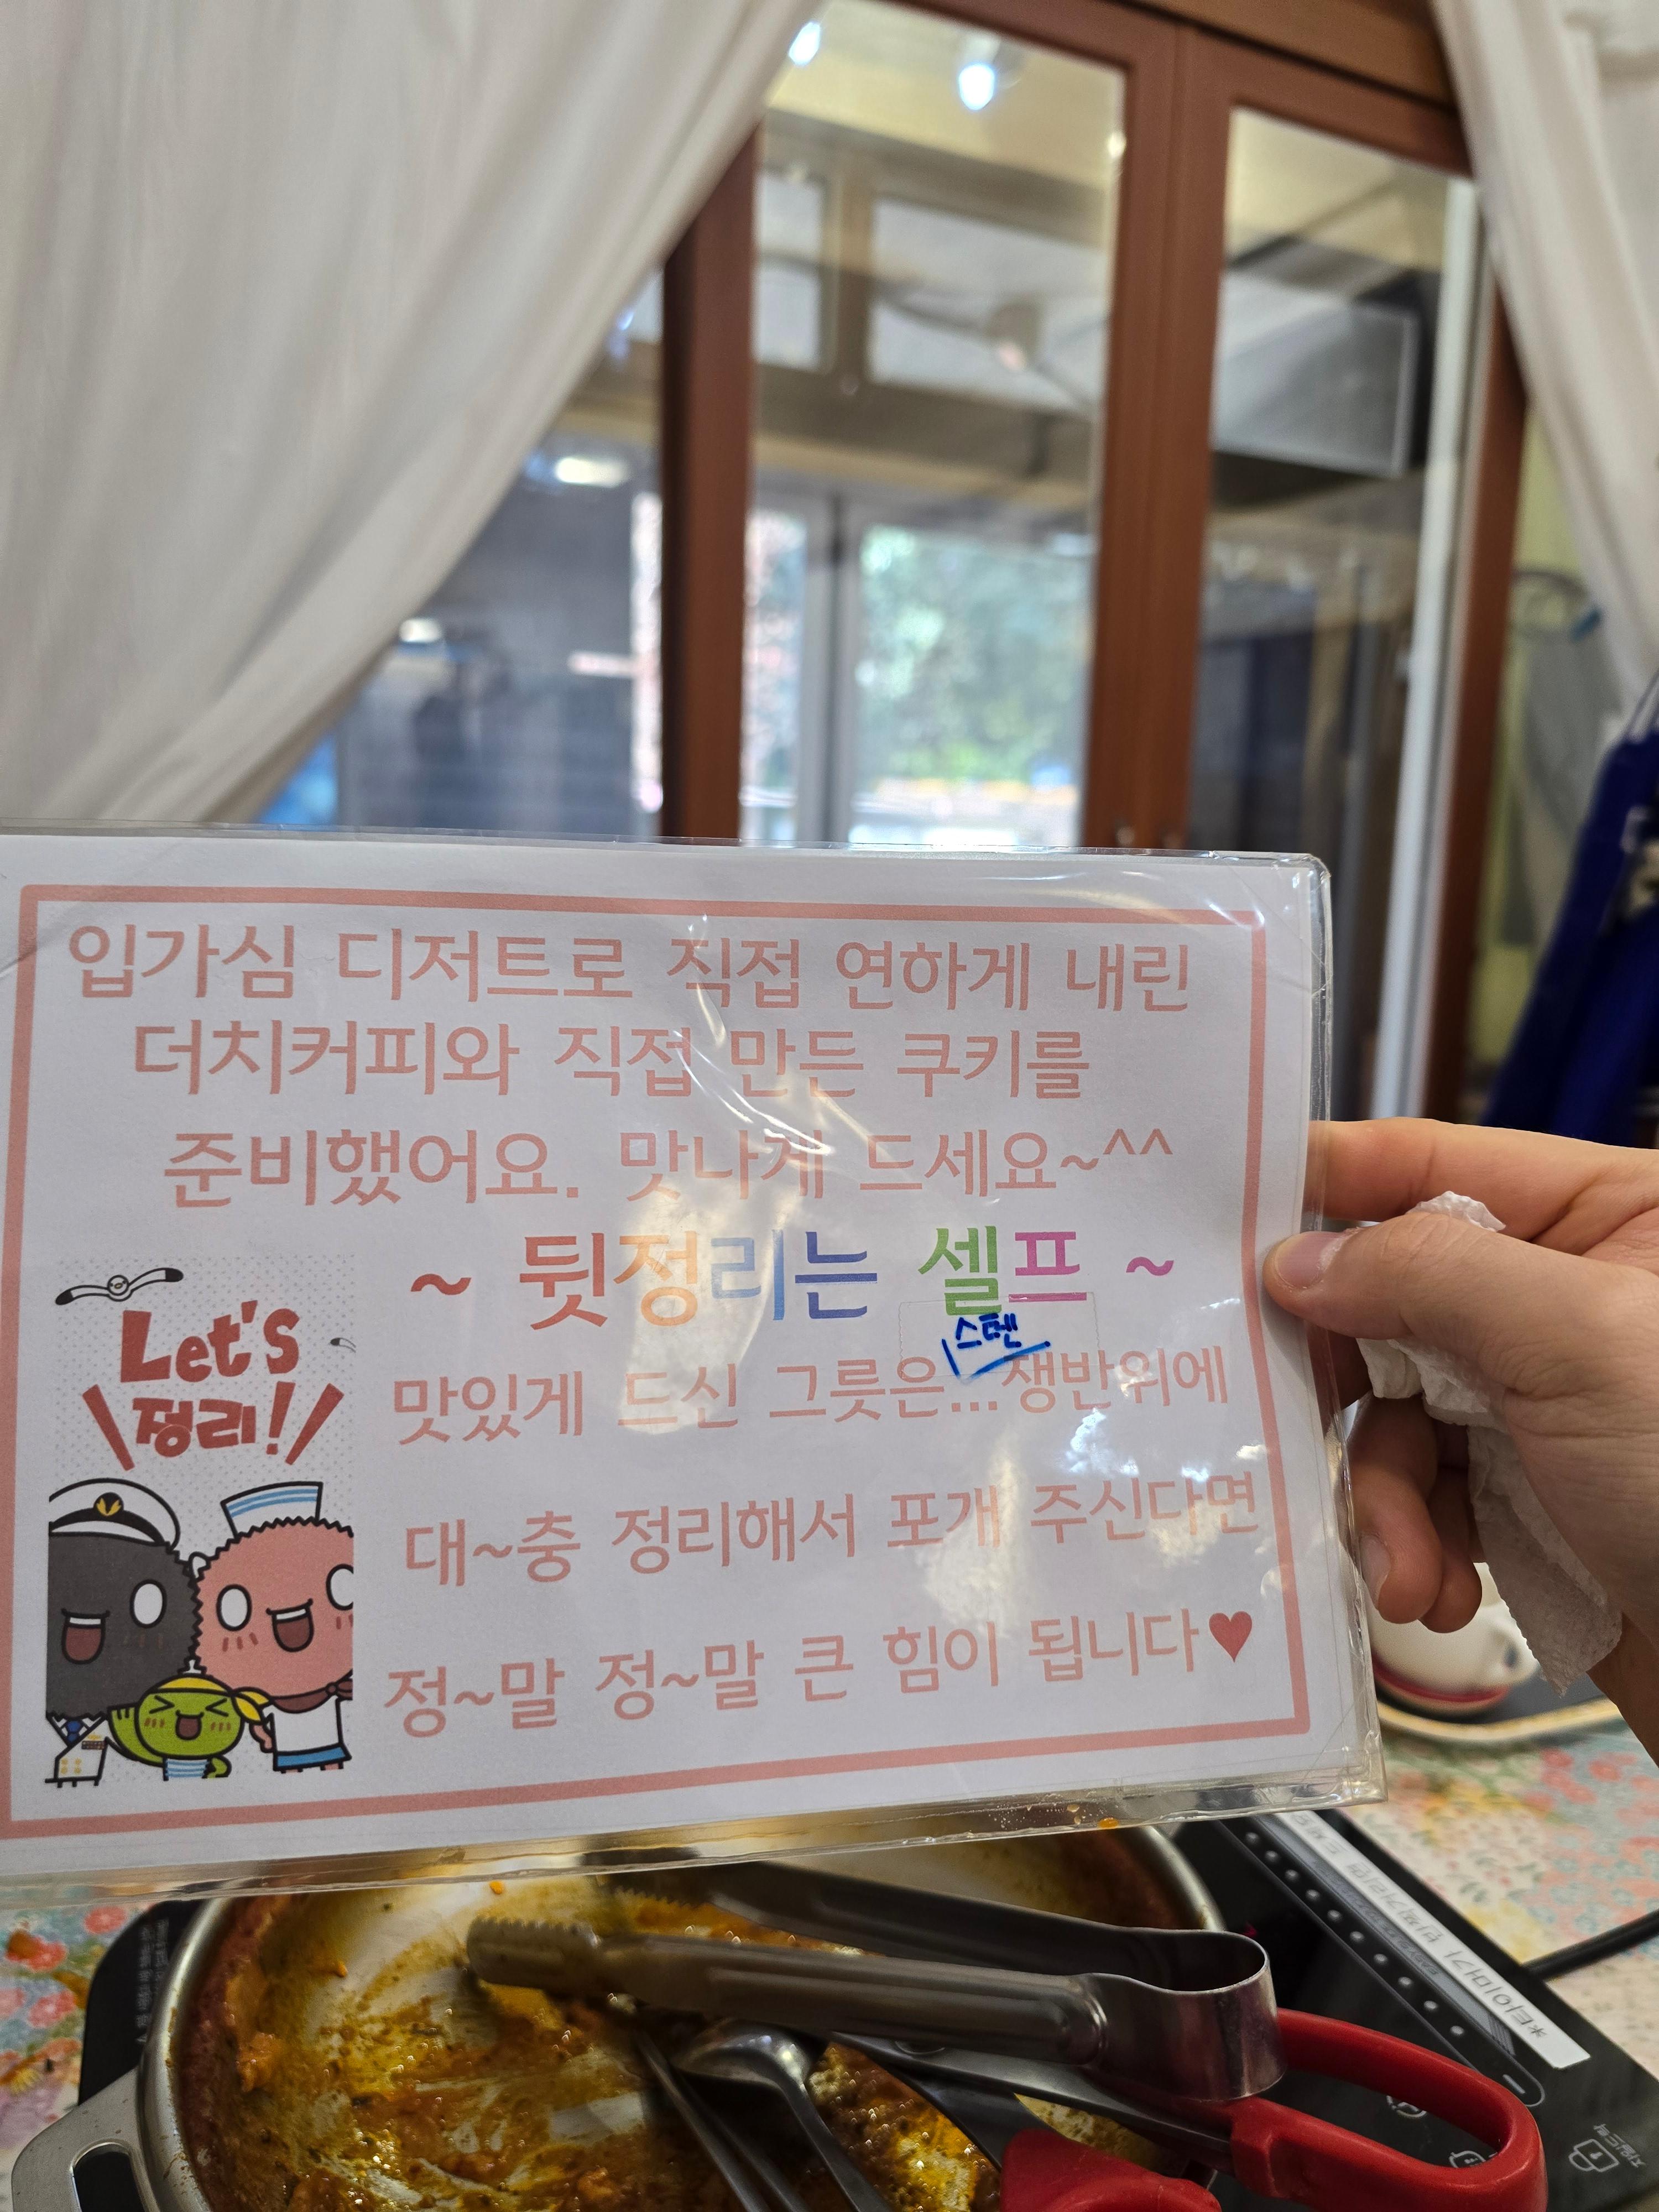 입가심 디저트로 직접 연하게 내린
더치커피와 직접 만든 쿠키를
준비했어요. 맛나게 드세요~^^
~ 뒷정리는 셀프 ~
스텐
맛있게 드신 그릇은... 쟁반위에
대~충 정리해서 포개 주신다면
정~말 정~말 큰 힘이 됩니다♥
Let's
정리!